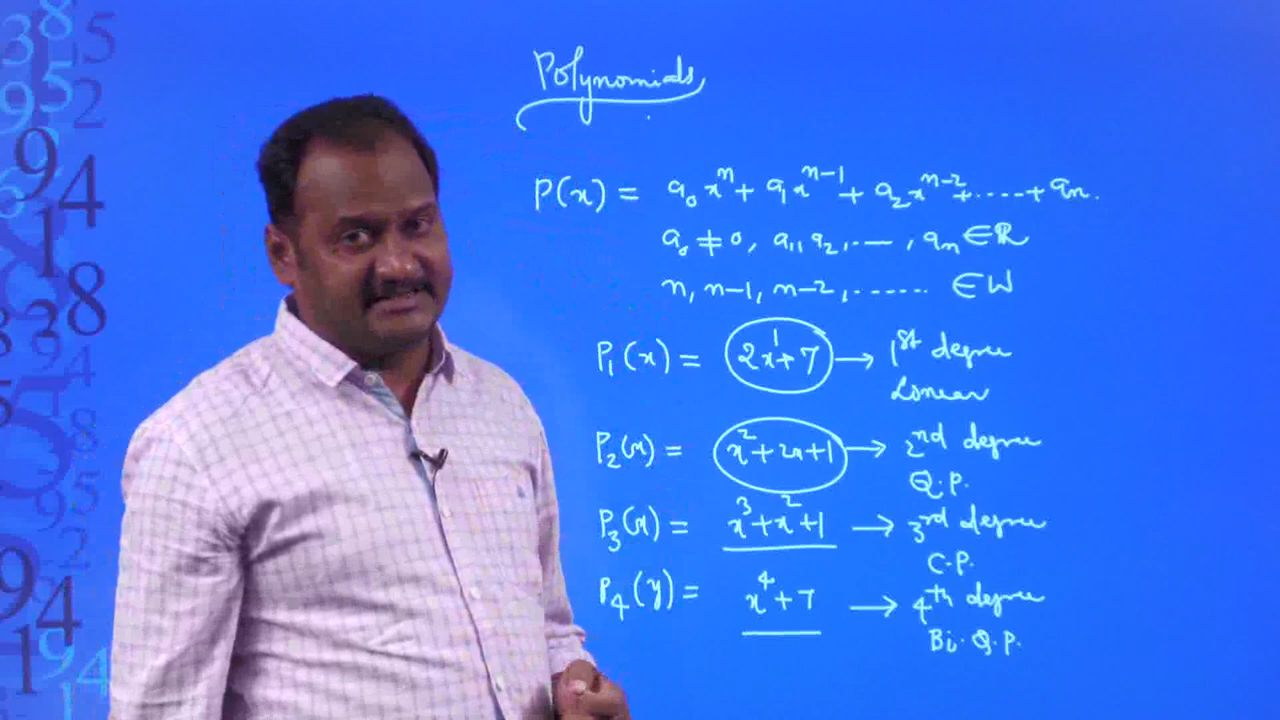 Polynomials
P(x) = a₀xⁿ + a₁xⁿ⁻¹ + a₂xⁿ⁻² + ..... + aₙ.
a₀ ≠ 0, a₁, a₂, ..—, aₙ ∈ ℝ
n, n-1, n-2, ....... ∈ W
P₁(x) = 2x¹+7 → 1st degree
Linear
P₂(x) = x²+2x+1 → 2nd degree
Q.P.
P₃(x) = x³+x²+1 → 3rd degree
C.P.
P₄(y) = x⁴+7 → 4th degree
Bi.Q.P.